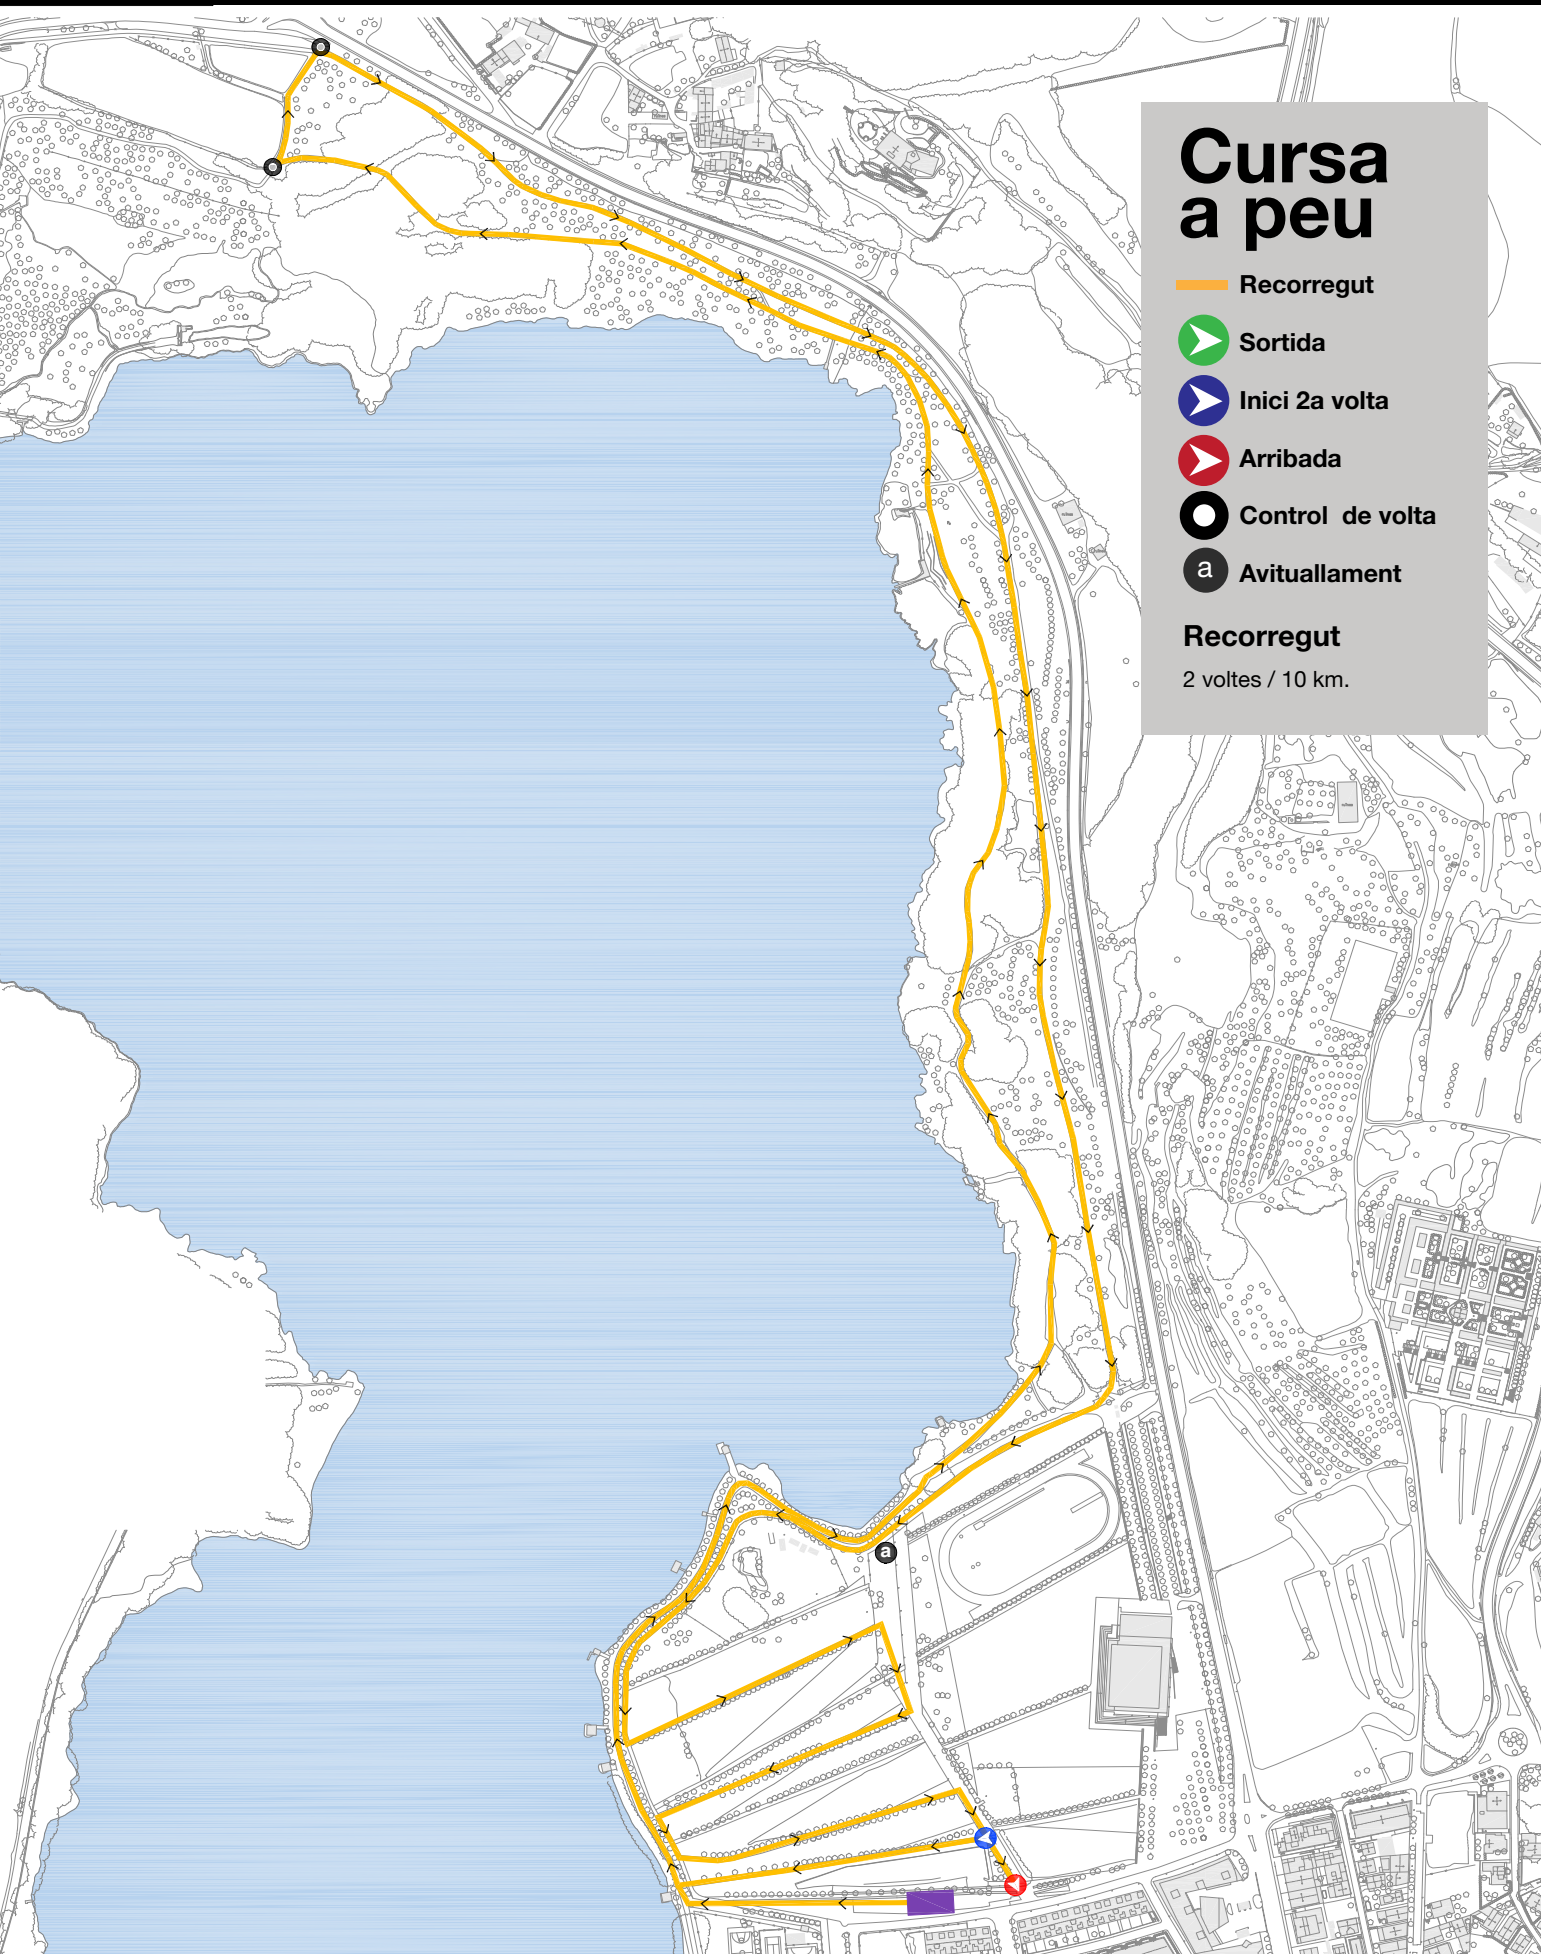 Cursa
a peu
Recorregut
Sortida
Inici 2a volta
Arribada
Control de volta
a Avituallament
Recorregut
2 voltes / 10 km.
a